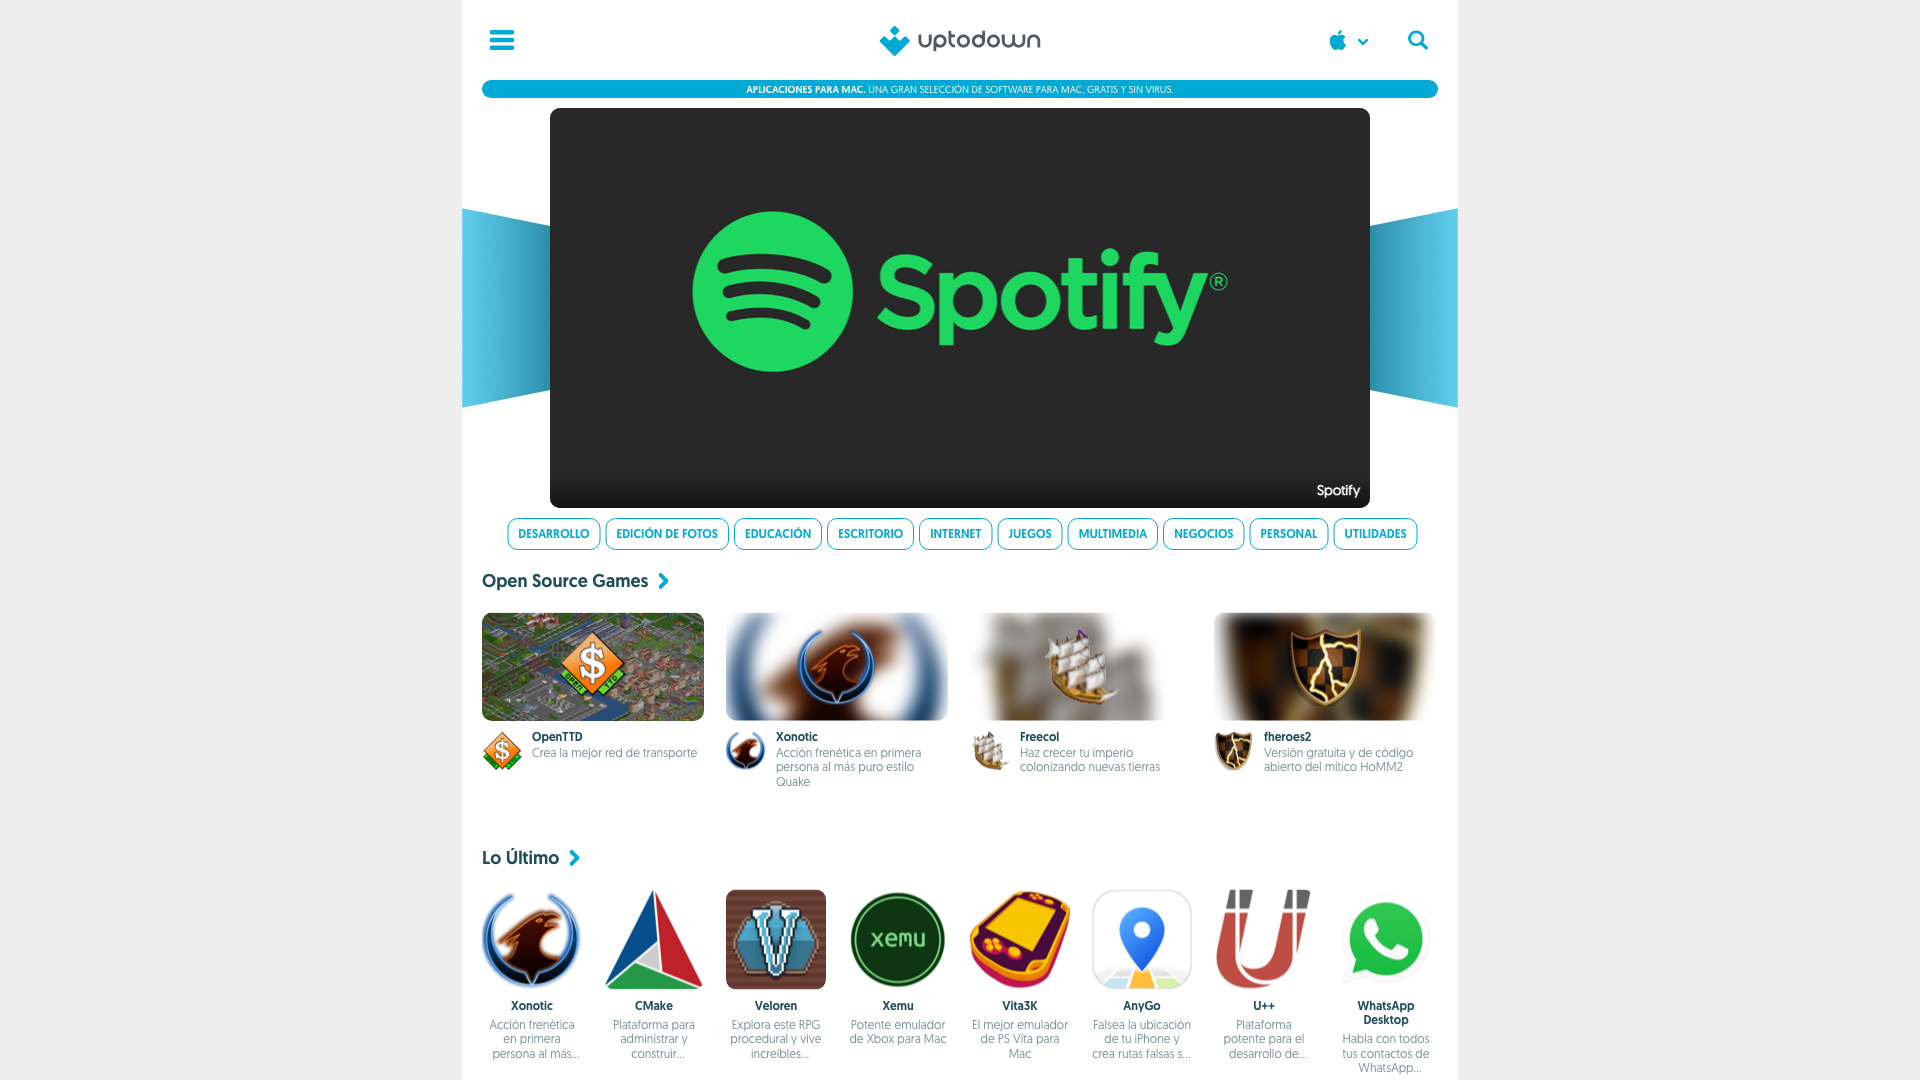 uptodown
APLICACIONES PARA MAC. UNA GRAN SELECCIÓN DE SOFTWARE PARA MAC, GRATIS Y SIN VIRUS.
Spotify®
Spotify
DESARROLLO
EDICIÓN DE FOTOS
EDUCACIÓN
ESCRITORIO
INTERNET
JUEGOS
MULTIMEDIA
NEGOCIOS
PERSONAL
UTILIDADES
Open Source Games
$
OPEN TTD
OpenTTD
Crea la mejor red de transporte
Xonotic
Acción frenética en primera
persona al más puro estilo
Quake
Freecol
Haz crecer tu imperio
colonizando nuevas tierras
fheroes2
Versión gratuita y de código
abierto del mítico HoMM2
Lo Último
Xonotic
Acción frenética
en primera
persona al más...
CMake
Plataforma para
administrar y
construir...
V
Veloren
Explora este RPG
procedural y vive
increíbles...
xemu
Xemu
Potente emulador
de Xbox para Mac
Vita3K
El mejor emulador
de PS Vita para
Mac
AnyGo
Falsea la ubicación
de tu iPhone y
crea rutas falsas s...
U++
Plataforma
potente para el
desarrollo de...
WhatsApp
Desktop
Habla con todos
tus contactos de
WhatsApp...